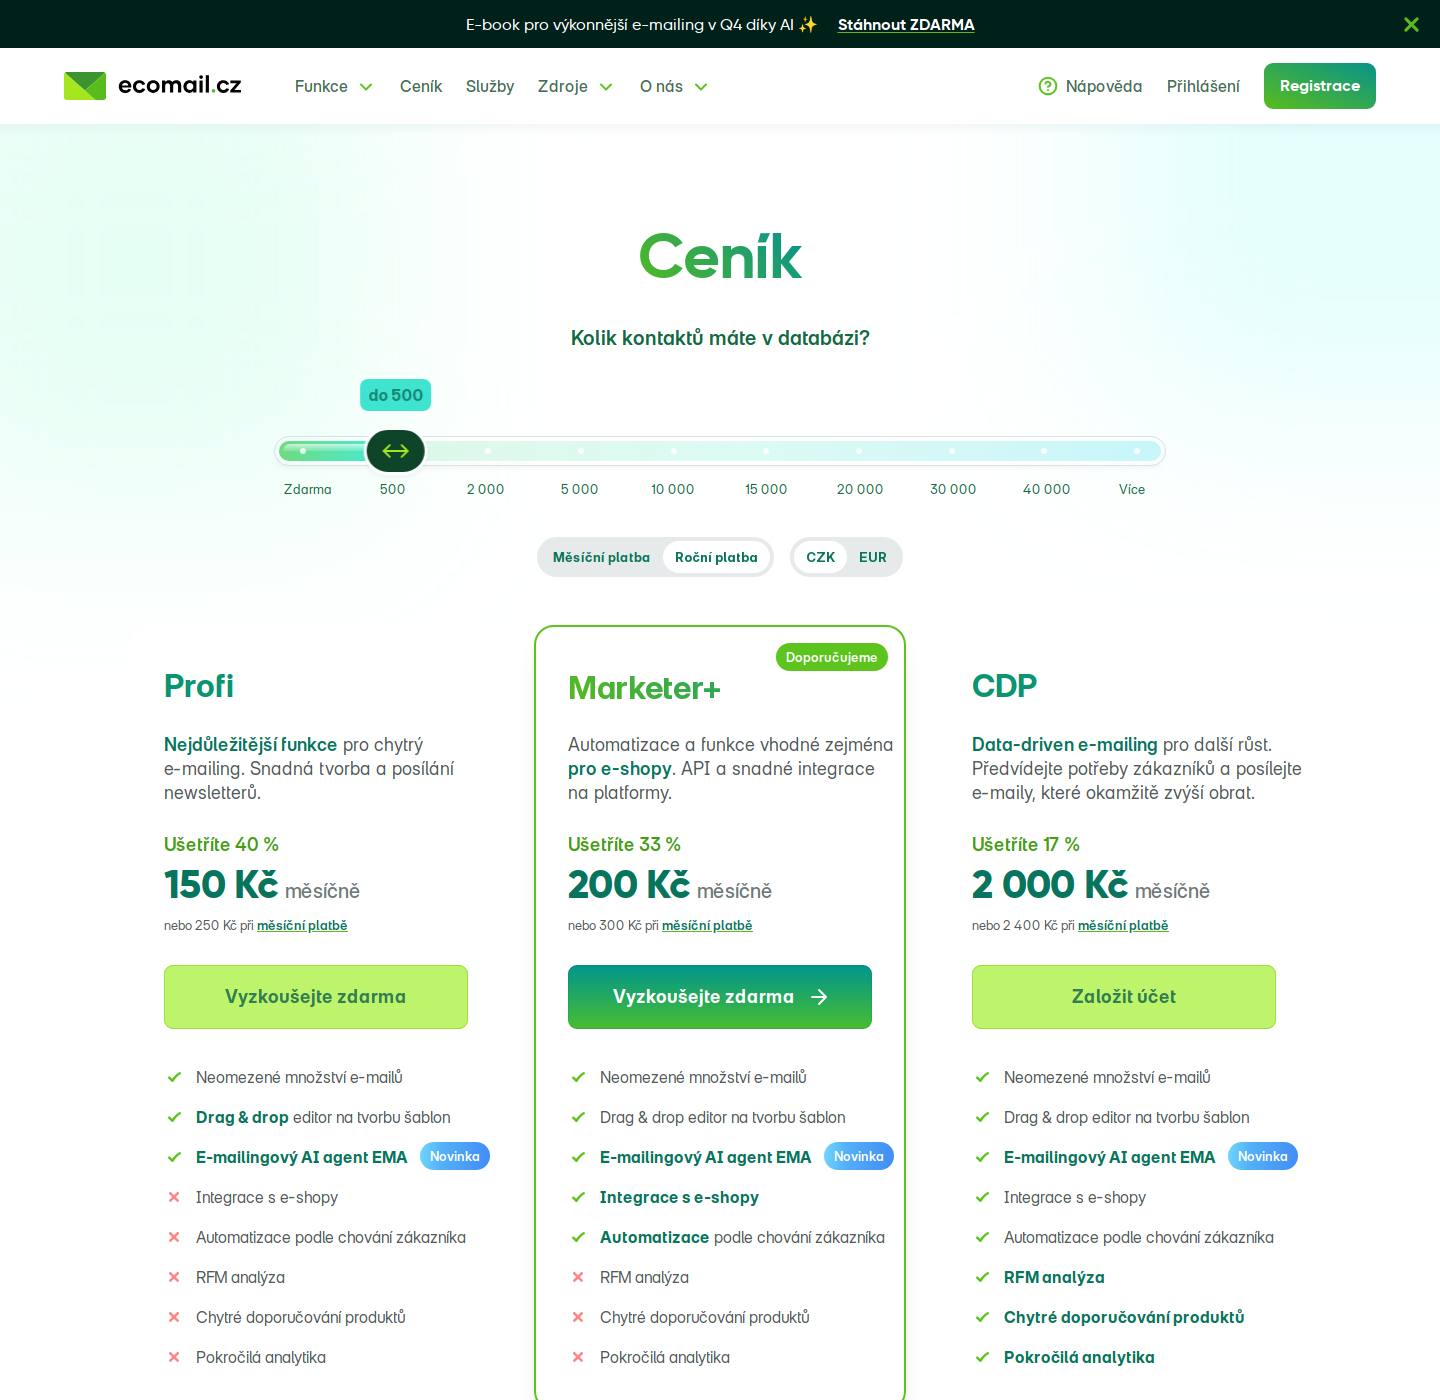 E-book pro výkonnější e-mailing v Q4 díky AI ✨ Stáhnout ZDARMA
ecomail.cz Funkce Ceník Služby Zdroje O nás Nápověda Přihlášení Registrace
Ceník
Kolik kontaktů máte v databázi?
do 500
Zdarma 500 2 000 5 000 10 000 15 000 20 000 30 000 40 000 Více
Měsíční platba Roční platba CZK EUR
Profi
Nejdůležitější funkce pro chytrý
e-mailing. Snadná tvorba a posílání
newsletterů.
Ušetříte 40 %
150 Kč měsíčně
nebo 250 Kč při měsíční platbě
Vyzkoušejte zdarma
Neomezené množství e-mailů
Drag & drop editor na tvorbu šablon
E-mailingový AI agent EMA Novinka
Integrace s e-shopy
Automatizace podle chování zákazníka
RFM analýza
Chytré doporučování produktů
Pokročilá analytika
Doporučujeme
Marketer+
Automatizace a funkce vhodné zejména
pro e-shopy. API a snadné integrace
na platformy.
Ušetříte 33 %
200 Kč měsíčně
nebo 300 Kč při měsíční platbě
Vyzkoušejte zdarma
Neomezené množství e-mailů
Drag & drop editor na tvorbu šablon
E-mailingový AI agent EMA Novinka
Integrace s e-shopy
Automatizace podle chování zákazníka
RFM analýza
Chytré doporučování produktů
Pokročilá analytika
CDP
Data-driven e-mailing pro další růst.
Předvídejte potřeby zákazníků a posílejte
e-maily, které okamžitě zvýší obrat.
Ušetříte 17 %
2 000 Kč měsíčně
nebo 2 400 Kč při měsíční platbě
Založit účet
Neomezené množství e-mailů
Drag & drop editor na tvorbu šablon
E-mailingový AI agent EMA Novinka
Integrace s e-shopy
Automatizace podle chování zákazníka
RFM analýza
Chytré doporučování produktů
Pokročilá analytika